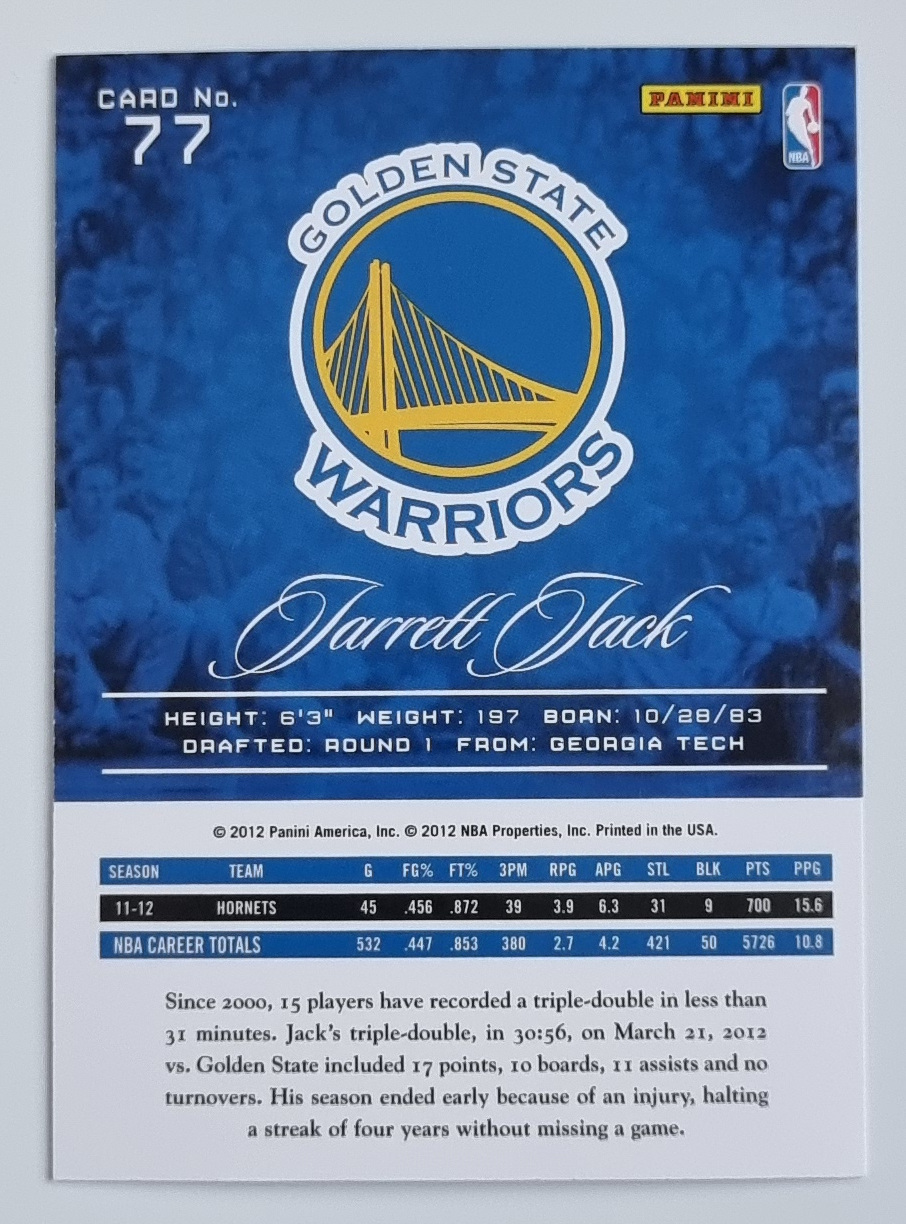 CARD No.
77
PANINI
NBA
GOLDEN STATE
WARRIORS
Jarrett Jack
HEIGHT: 6'3" WEIGHT: 197 BORN: 10/28/83
DRAFTED: ROUND 1 FROM: GEORGIA TECH
© 2012 Panini America, Inc. © 2012 NBA Properties, Inc. Printed in the USA.
SEASON TEAM G FG% FT% 3PM RPG APG STL BLK PTS PPG
11-12 HORNETS 45 .456 .872 39 3.9 6.3 31 9 700 15.6
NBA CAREER TOTALS 532 .447 .853 380 2.7 4.2 421 50 5726 10.8
Since 2000, 15 players have recorded a triple-double in less than
31 minutes. Jack's triple-double, in 30:56, on March 21, 2012
vs. Golden State included 17 points, 10 boards, 11 assists and no
turnovers. His season ended early because of an injury, halting
a streak of four years without missing a game.